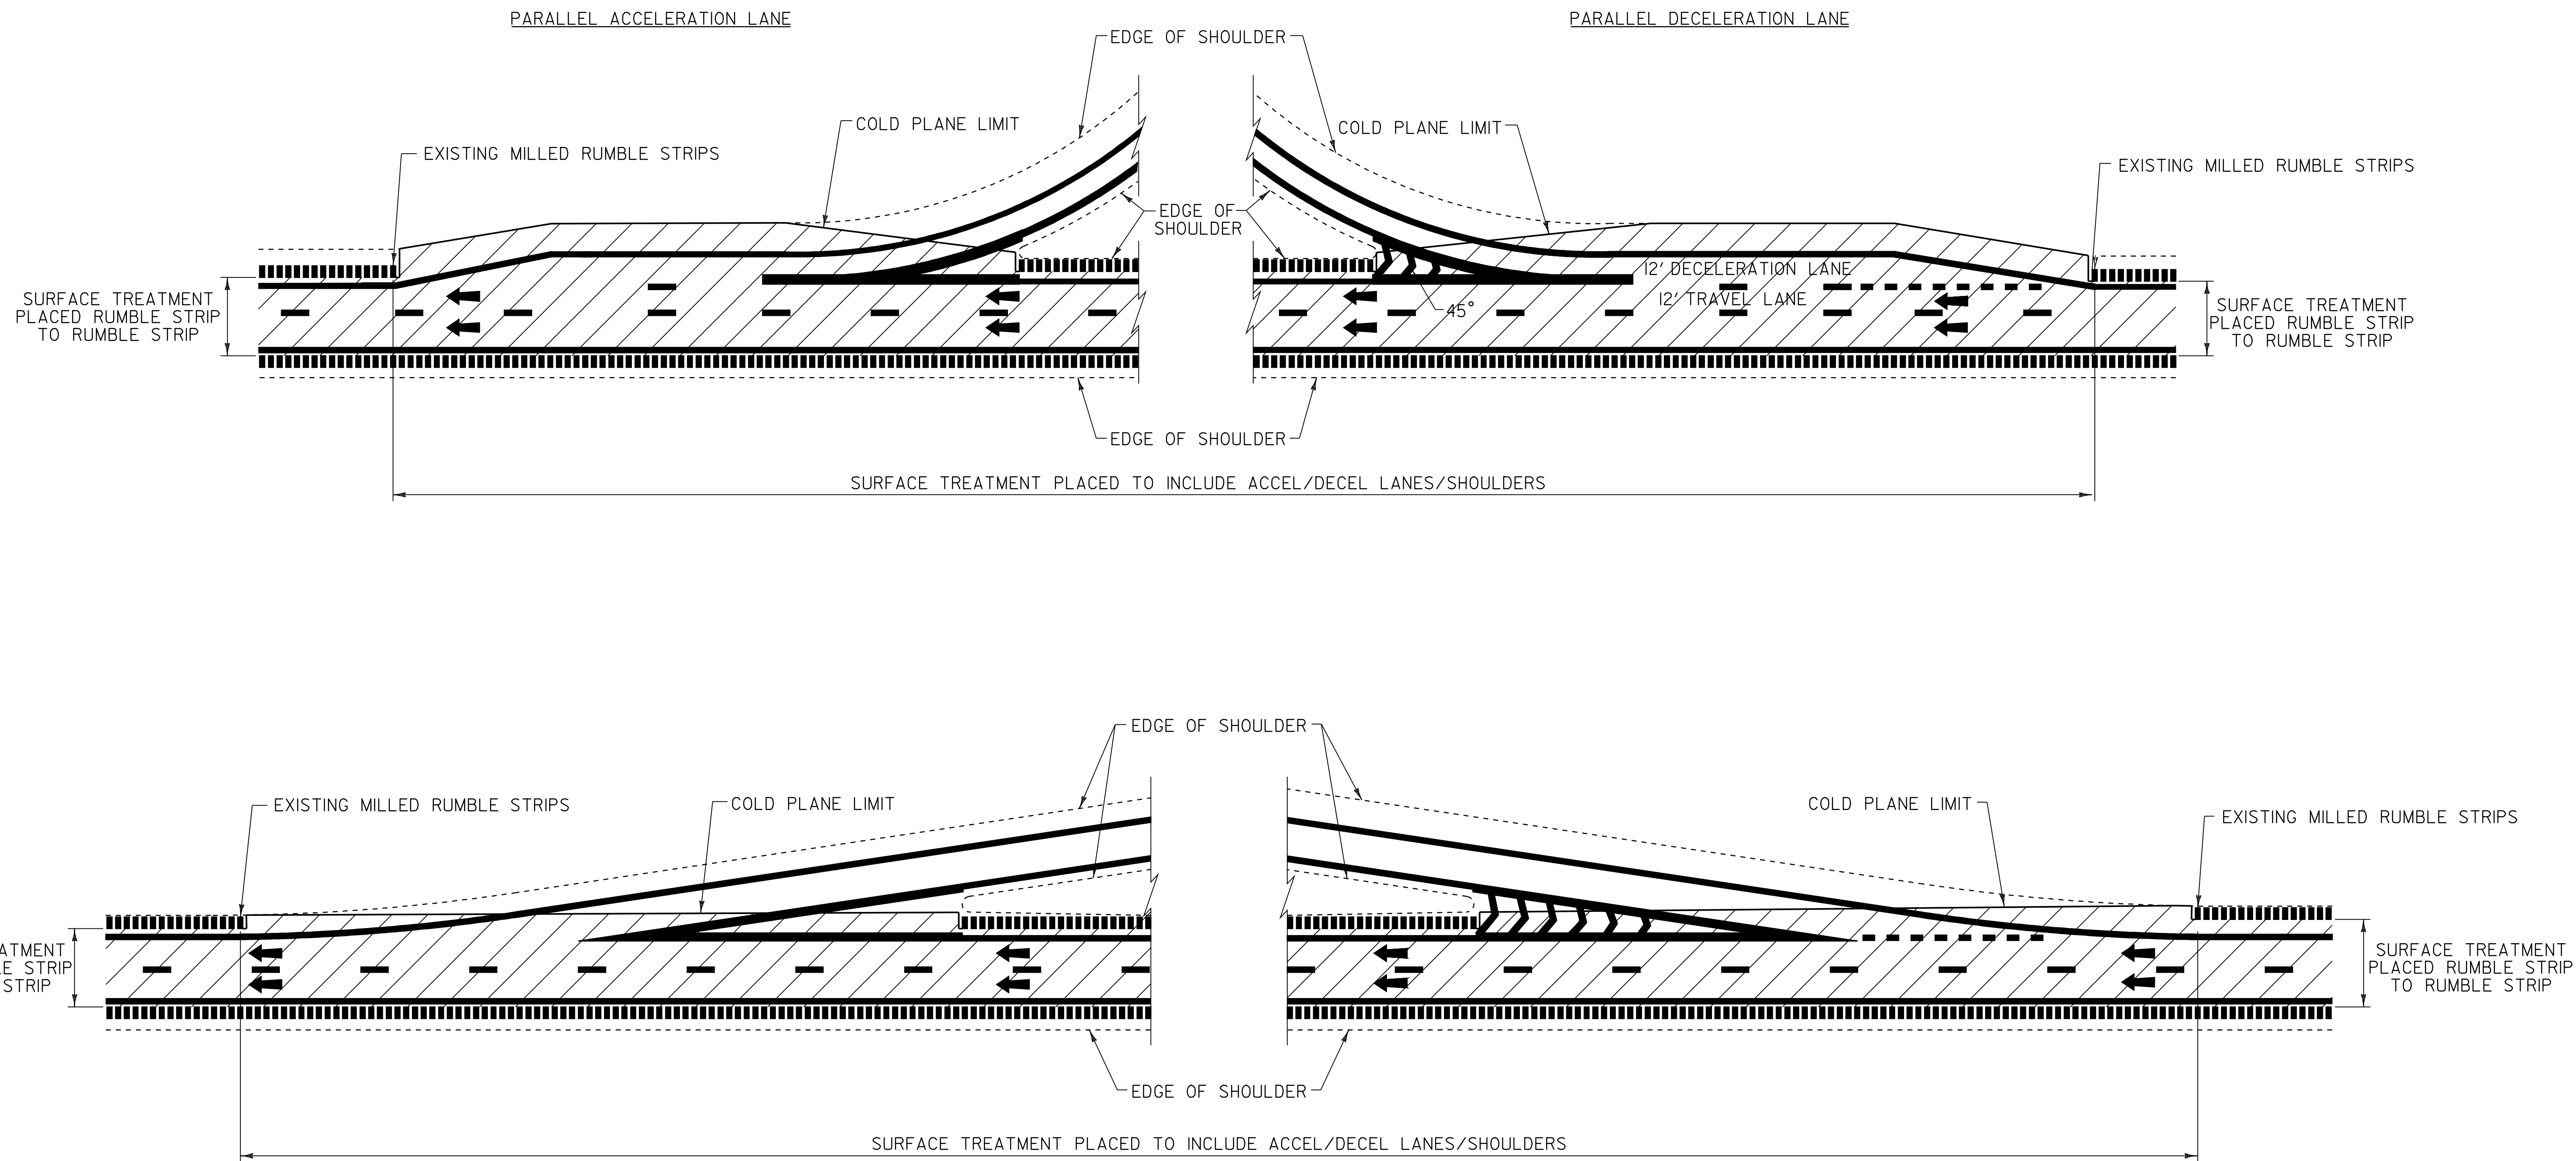 PARALLEL ACCELERATION LANE
PARALLEL DECELERATION LANE
EDGE OF SHOULDER
COLD PLANE LIMIT
COLD PLANE LIMIT
EXISTING MILLED RUMBLE STRIPS
EXISTING MILLED RUMBLE STRIPS
EDGE OF
SHOULDER
12' DECELERATION LANE
12' TRAVEL LANE
45°
SURFACE TREATMENT
PLACED RUMBLE STRIP
TO RUMBLE STRIP
SURFACE TREATMENT
PLACED RUMBLE STRIP
TO RUMBLE STRIP
EDGE OF SHOULDER
SURFACE TREATMENT PLACED TO INCLUDE ACCEL/DECEL LANES/SHOULDERS
EDGE OF SHOULDER
EXISTING MILLED RUMBLE STRIPS
COLD PLANE LIMIT
COLD PLANE LIMIT
EXISTING MILLED RUMBLE STRIPS
STRIP
STRIP
SURFACE TREATMENT
PLACED RUMBLE STRIP
TO RUMBLE STRIP
EDGE OF SHOULDER
SURFACE TREATMENT PLACED TO INCLUDE ACCEL/DECEL LANES/SHOULDERS